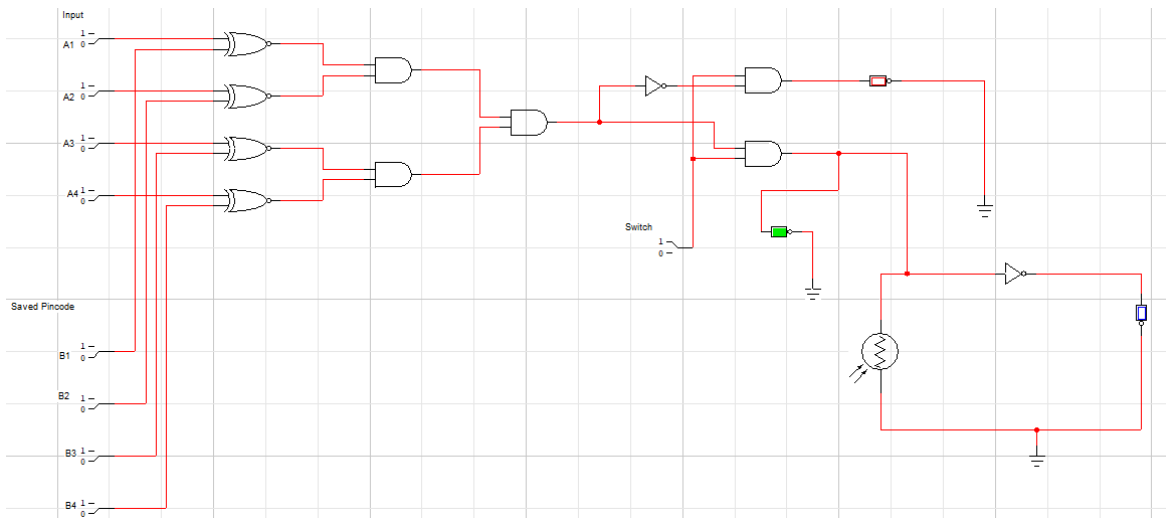 Input
A1 1 0
A2 1 0
A3 1 0
A4 1 0
Switch
1 0
Saved Pincode
B1 1 0
B2 1 0
B3 1 0
B4 1 0